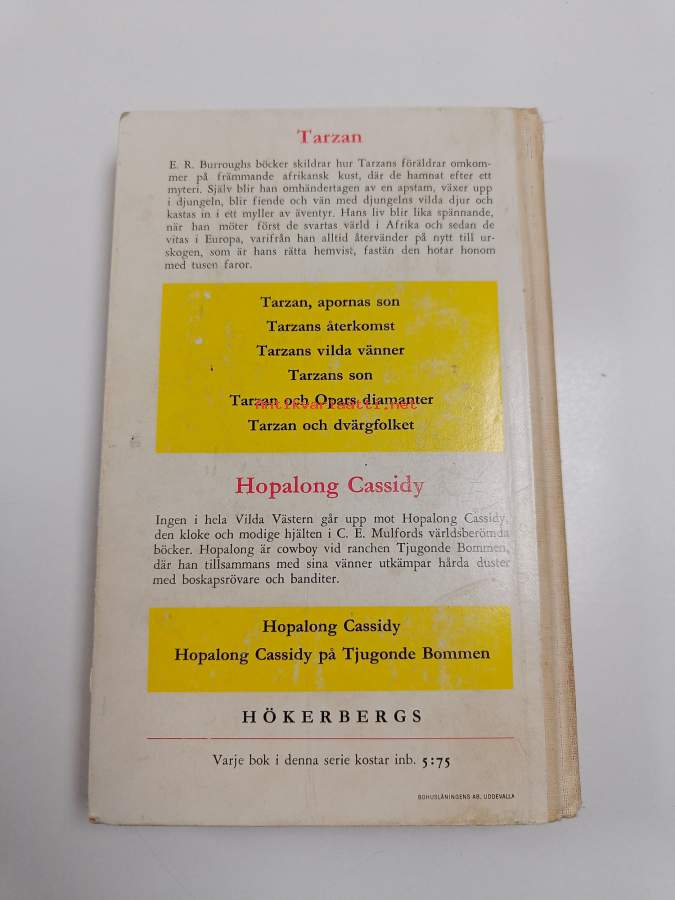 Tarzan
E. R. Burroughs böcker skildrar hur Tarzans föräldrar omkom-
mer på främmande afrikansk kust, där de hamnat efter ett
myteri. Själv blir han omhändertagen av en apstam, växer upp
i djungeln, blir fiende och vän med djungelns vilda djur och
kastas in i ett myller av äventyr. Hans liv blir lika spännande,
när han möter först de svartas värld i Afrika och sedan de
vitas i Europa, varifrån han alltid återvänder på nytt till ur-
skogen, som är hans rätta hemvist, fastän den hotar honom
med tusen faror.
Tarzan, apornas son
Tarzans återkomst
Tarzans vilda vänner
Tarzans son
Tarzan och Opars diamanter
Antikvariaatti.net
Tarzan och dvärgfolket
Hopalong Cassidy
Ingen i hela Vilda Västern går upp mot Hopalong Cassidy,
den kloke och modige hjälten i C. E. Mulfords världsberömda
böcker. Hopalong är cowboy vid ranchen Tjugonde Bommen,
där han tillsammans med sina vänner utkämpar hårda duster
med boskapsrövare och banditer.
Hopalong Cassidy
Hopalong Cassidy på Tjugonde Bommen
HÖKERBERGS
Varje bok i denna serie kostar inb. 5:75
BOHUSLÄNINGENS AB, UDDEVALLA